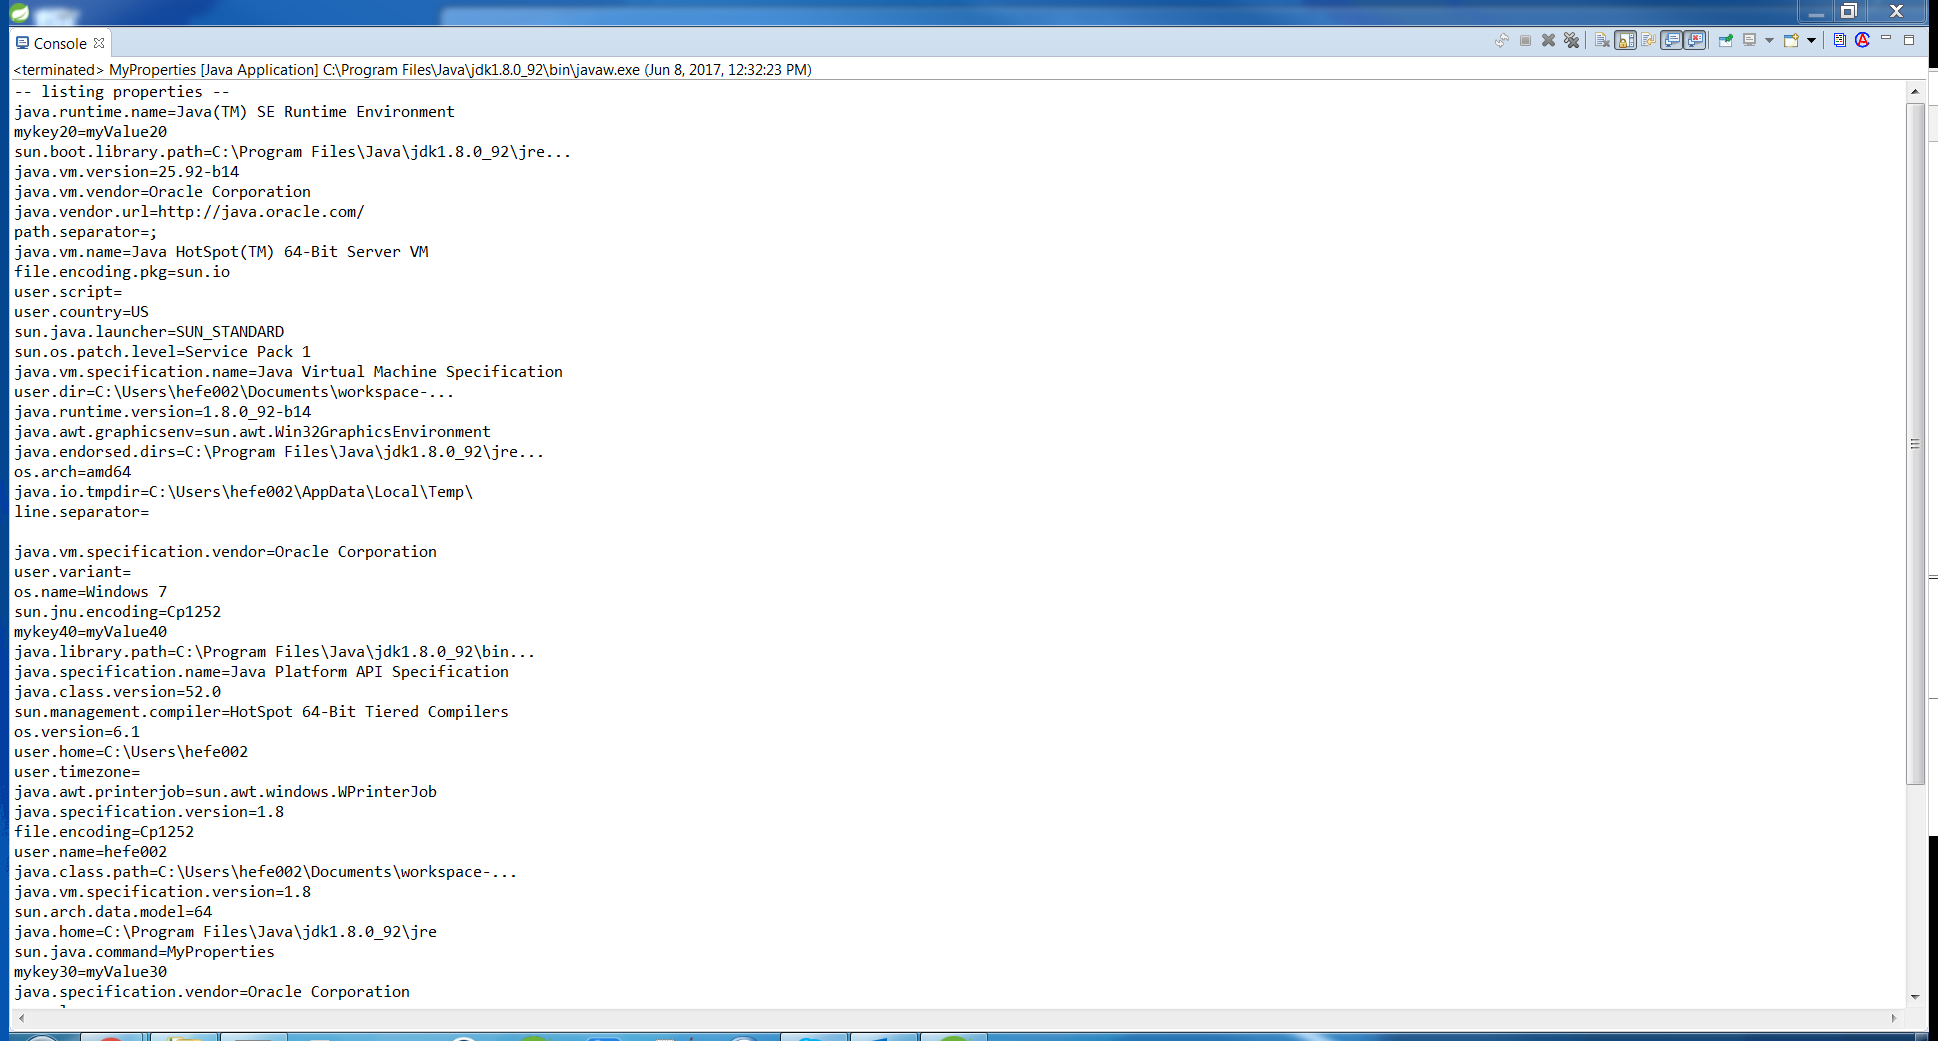 Console
<terminated> MyProperties [Java Application] C:\Program Files\Java\jdk1.8.0_92\bin\javaw.exe (Jun 8, 2017, 12:32:23 PM)
-- listing properties --
java.runtime.name=Java(TM) SE Runtime Environment
mykey20=myValue20
sun.boot.library.path=C:\Program Files\Java\jdk1.8.0_92\jre...
java.vm.version=25.92-b14
java.vm.vendor=Oracle Corporation
java.vendor.url=http://java.oracle.com/
path.separator=;
java.vm.name=Java HotSpot(TM) 64-Bit Server VM
file.encoding.pkg=sun.io
user.script=
user.country=US
sun.java.launcher=SUN_STANDARD
sun.os.patch.level=Service Pack 1
java.vm.specification.name=Java Virtual Machine Specification
user.dir=C:\Users\hefe002\Documents\workspace-...
java.runtime.version=1.8.0_92-b14
java.awt.graphicsenv=sun.awt.Win32GraphicsEnvironment
java.endorsed.dirs=C:\Program Files\Java\jdk1.8.0_92\jre...
os.arch=amd64
java.io.tmpdir=C:\Users\hefe002\AppData\Local\Temp\
line.separator=

java.vm.specification.vendor=Oracle Corporation
user.variant=
os.name=Windows 7
sun.jnu.encoding=Cp1252
mykey40=myValue40
java.library.path=C:\Program Files\Java\jdk1.8.0_92\bin...
java.specification.name=Java Platform API Specification
java.class.version=52.0
sun.management.compiler=HotSpot 64-Bit Tiered Compilers
os.version=6.1
user.home=C:\Users\hefe002
user.timezone=
java.awt.printerjob=sun.awt.windows.WPrinterJob
java.specification.version=1.8
file.encoding=Cp1252
user.name=hefe002
java.class.path=C:\Users\hefe002\Documents\workspace-...
java.vm.specification.version=1.8
sun.arch.data.model=64
java.home=C:\Program Files\Java\jdk1.8.0_92\jre
sun.java.command=MyProperties
mykey30=myValue30
java.specification.vendor=Oracle Corporation